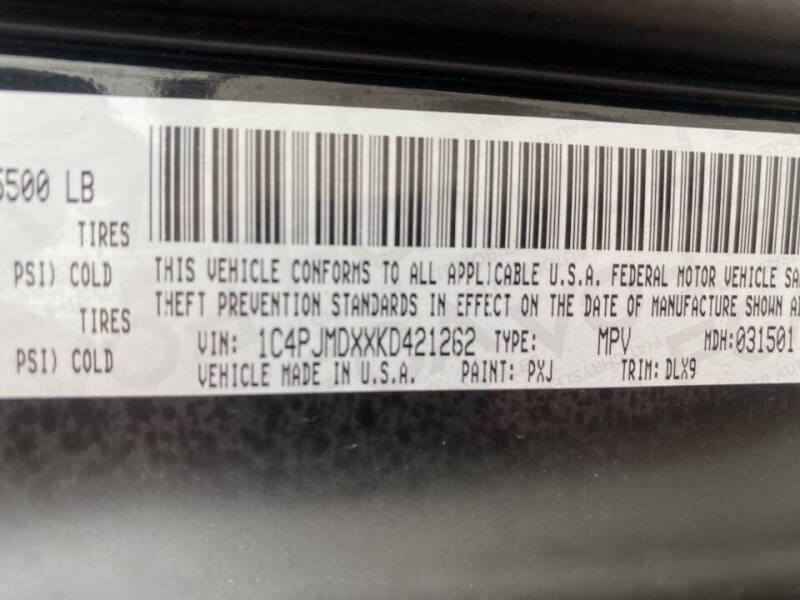 5500 LB
TIRES
PSI) COLD
TIRES
PSI) COLD
THIS VEHICLE CONFORMS TO ALL APPLICABLE U.S.A. FEDERAL MOTOR VEHICLE SA
THEFT PREVENTION STANDARDS IN EFFECT ON THE DATE OF MANUFACTURE SHOWN A
VIN: 1C4PJMDXXKD421262 TYPE: MPV MDH:031501
VEHICLE MADE IN U.S.A. PAINT: PXJ TRIM: DLX9